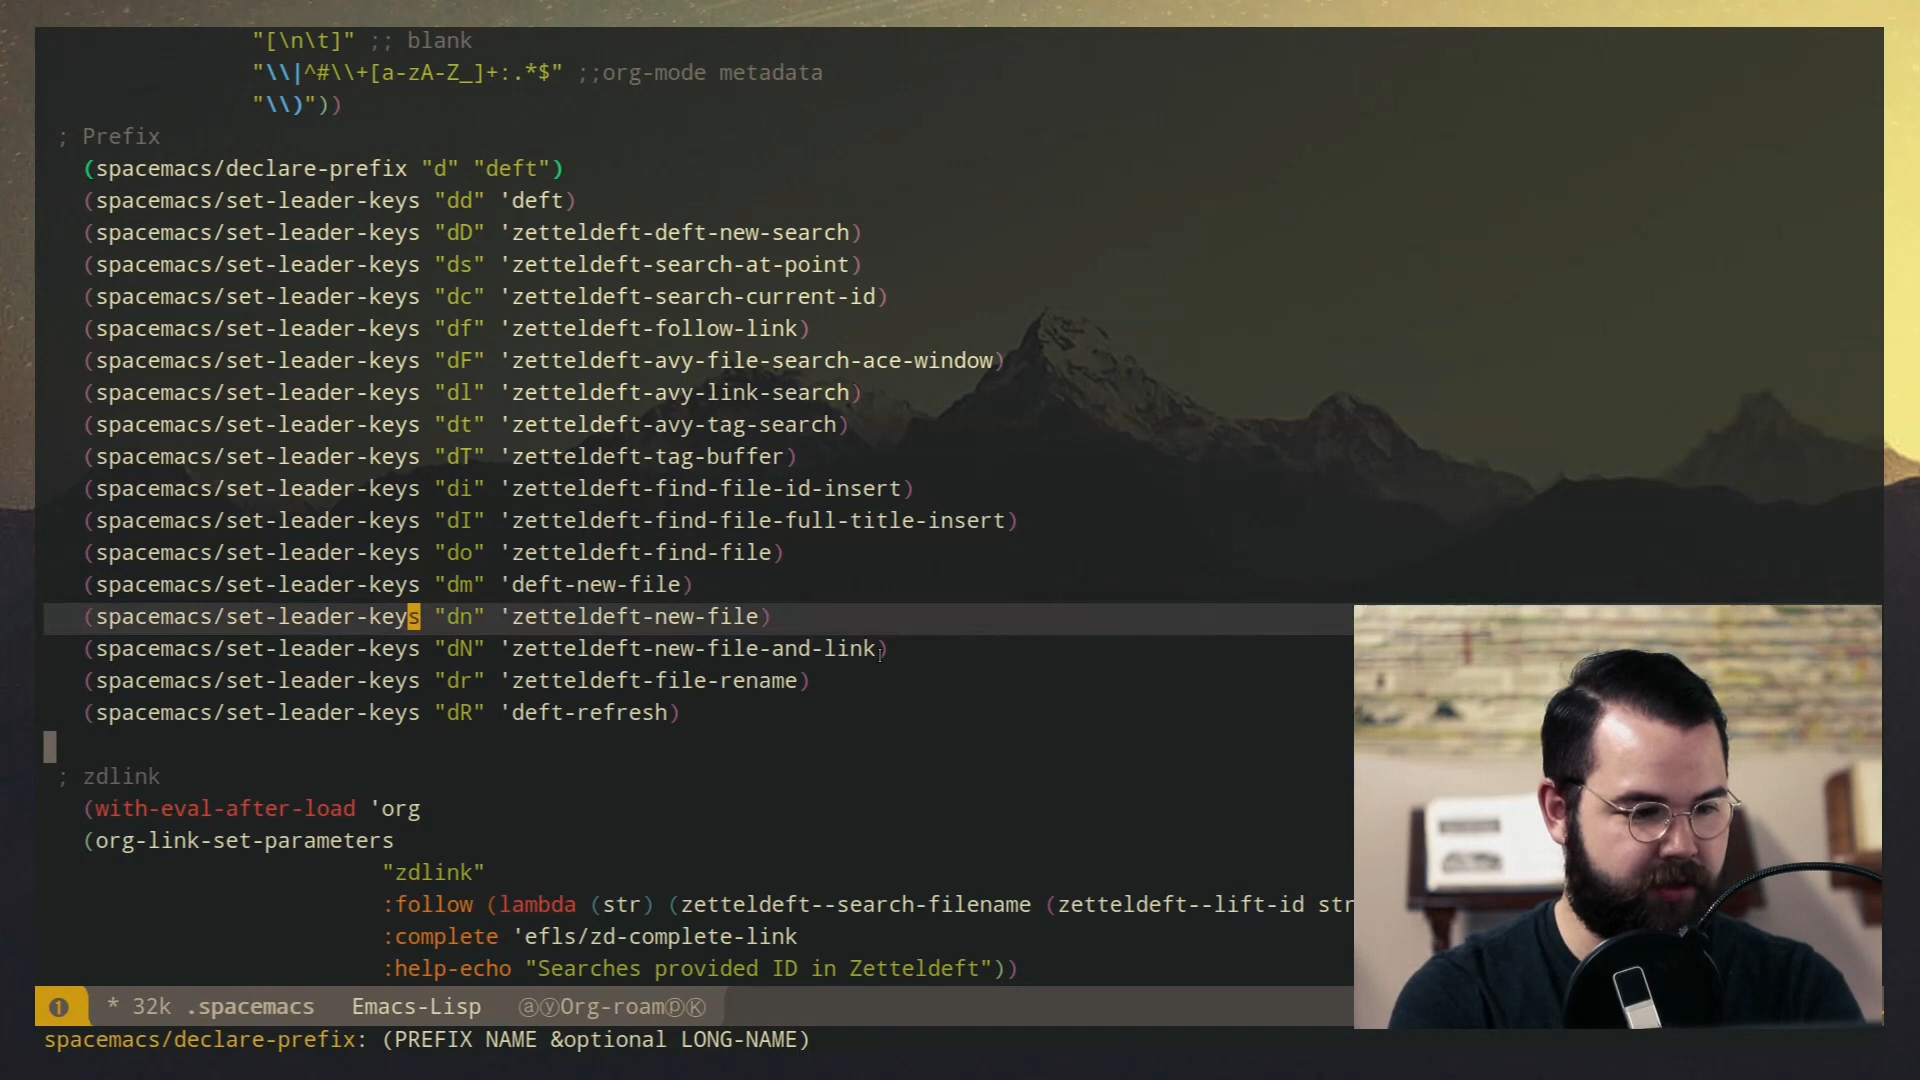 "[\n\t]" ;; blank
"\\|^#\\+[a-zA-Z_]+:.*$" ;;org-mode metadata
"\\)"))
; Prefix
(spacemacs/declare-prefix "d" "deft")
(spacemacs/set-leader-keys "dd" 'deft)
(spacemacs/set-leader-keys "dD" 'zetteldeft-deft-new-search)
(spacemacs/set-leader-keys "ds" 'zetteldeft-search-at-point)
(spacemacs/set-leader-keys "dc" 'zetteldeft-search-current-id)
(spacemacs/set-leader-keys "df" 'zetteldeft-follow-link)
(spacemacs/set-leader-keys "dF" 'zetteldeft-avy-file-search-ace-window)
(spacemacs/set-leader-keys "dl" 'zetteldeft-avy-link-search)
(spacemacs/set-leader-keys "dt" 'zetteldeft-avy-tag-search)
(spacemacs/set-leader-keys "dT" 'zetteldeft-tag-buffer)
(spacemacs/set-leader-keys "di" 'zetteldeft-find-file-id-insert)
(spacemacs/set-leader-keys "dI" 'zetteldeft-find-file-full-title-insert)
(spacemacs/set-leader-keys "do" 'zetteldeft-find-file)
(spacemacs/set-leader-keys "dm" 'deft-new-file)
(spacemacs/set-leader-keys "dn" 'zetteldeft-new-file)
(spacemacs/set-leader-keys "dN" 'zetteldeft-new-file-and-link)
(spacemacs/set-leader-keys "dr" 'zetteldeft-file-rename)
(spacemacs/set-leader-keys "dR" 'deft-refresh)
; zdlink
(with-eval-after-load 'org
(org-link-set-parameters
"zdlink"
:follow (lambda (str) (zetteldeft--search-filename (zetteldeft--lift-id str
:complete 'efls/zd-complete-link
:help-echo "Searches provided ID in Zetteldeft"))
❶ * 32k .spacemacs Emacs-Lisp ⓐⓨOrg-roamⓟⓀ
spacemacs/declare-prefix: (PREFIX NAME &optional LONG-NAME)